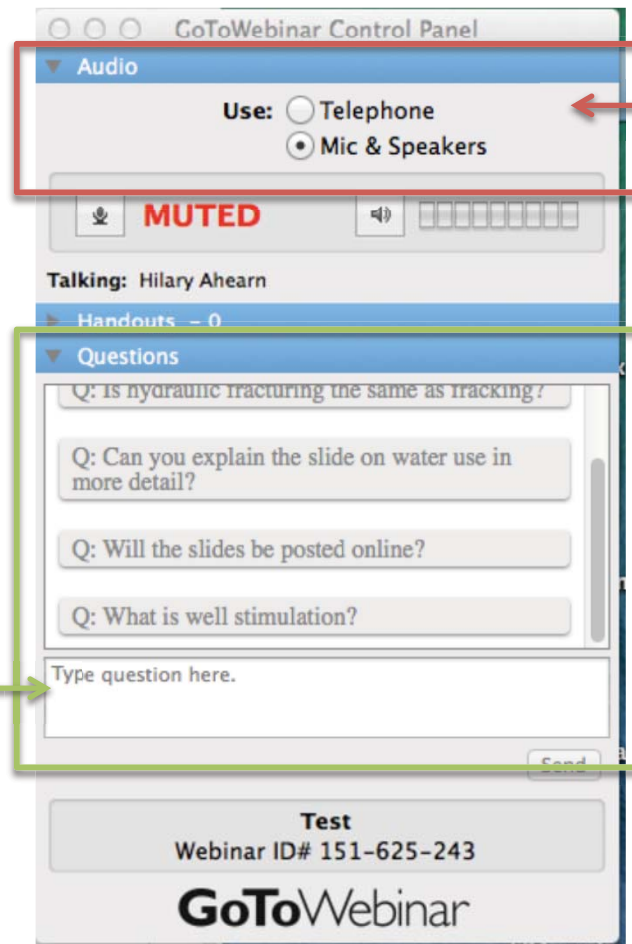 GoToWebinar Control Panel
Audio
Use: Telephone
Mic & Speakers
MUTED
Talking: Hilary Ahearn
Handouts - 0
Questions
Q: Is hydraulic fracturing the same as fracking?
Q: Can you explain the slide on water use in
more detail?
Q: Will the slides be posted online?
Q: What is well stimulation?
Type question here.
Send
Test
Webinar ID# 151-625-243
GoToWebinar